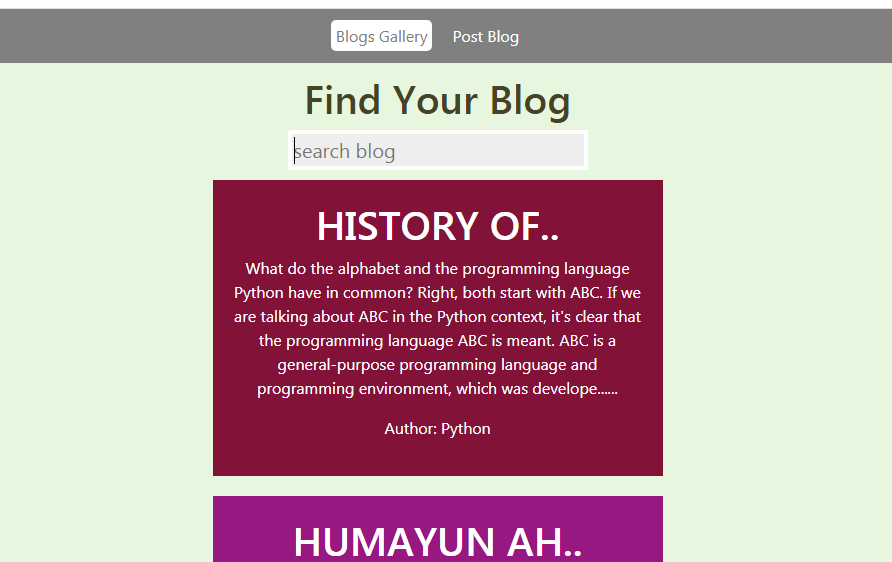 Blogs Gallery Post Blog
Find Your Blog
search blog
HISTORY OF..
What do the alphabet and the programming language
Python have in common? Right, both start with ABC. If we
are talking about ABC in the Python context, it's clear that
the programming language ABC is meant. ABC is a
general-purpose programming language and
programming environment, which was develope......
Author: Python
HUMAYUN AH..